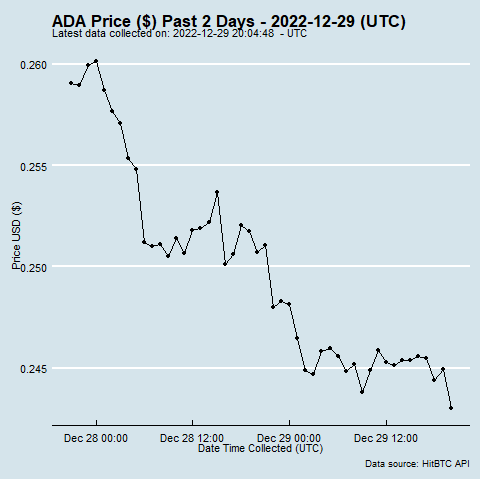 ADA Price ($) Past 2 Days - 2022-12-29 (UTC)
Latest data collected on: 2022-12-29 20:04:48 - UTC
0.260
0.255
0.250
0.245
Price USD ($)
Dec 28 00:00 Dec 28 12:00 Dec 29 00:00 Dec 29 12:00
Date Time Collected (UTC)
Data source: HitBTC API